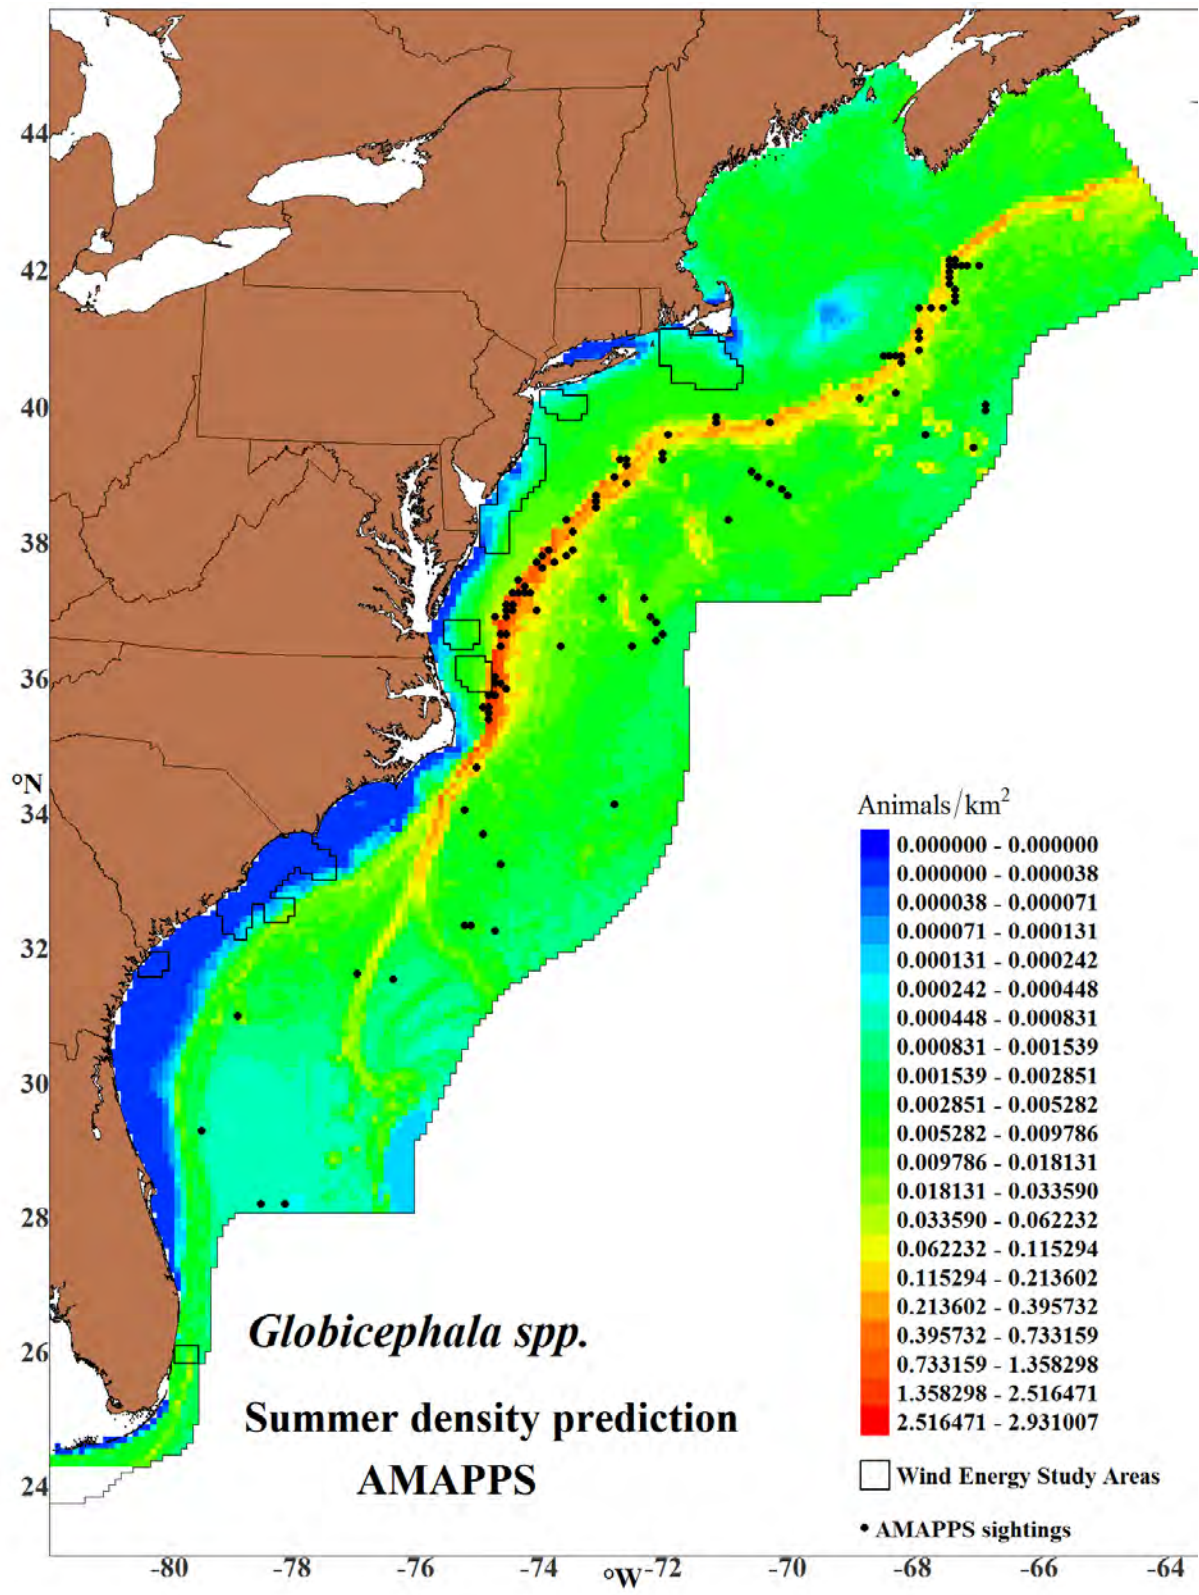 44
42
40
38
36
°N
34
32
30
28
26
24
Animals/km²
0.000000 - 0.000000
0.000000 - 0.000038
0.000038 - 0.000071
0.000071 - 0.000131
0.000131 - 0.000242
0.000242 - 0.000448
0.000448 - 0.000831
0.000831 - 0.001539
0.001539 - 0.002851
0.002851 - 0.005282
0.005282 - 0.009786
0.009786 - 0.018131
0.018131 - 0.033590
0.033590 - 0.062232
0.062232 - 0.115294
0.115294 - 0.213602
0.213602 - 0.395732
0.395732 - 0.733159
0.733159 - 1.358298
1.358298 - 2.516471
2.516471 - 2.931007
Wind Energy Study Areas
AMAPPS sightings
Globicephala spp.
Summer density prediction
AMAPPS
-80 -78 -76 -74 °W -72 -70 -68 -66 -64